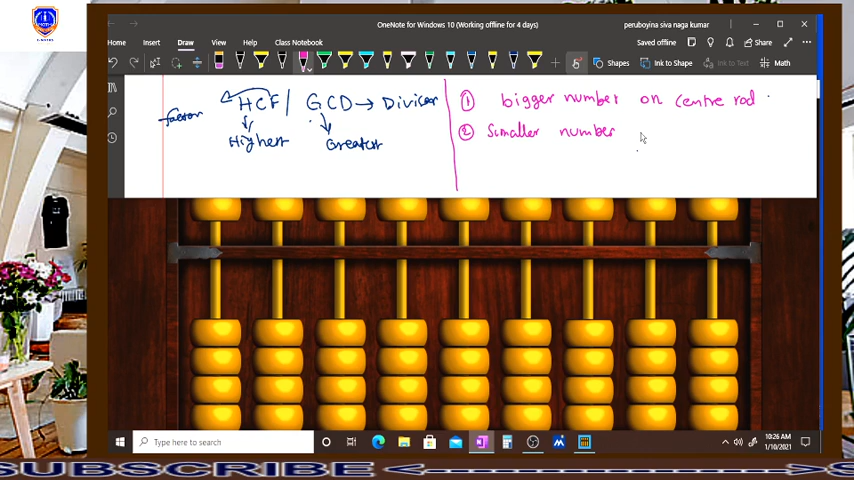 OneNote for Windows 10 (Working offline for 4 days)
peruboyina siva naga kumar
Home Insert Draw View Help Class Notebook
Saved offline Share
Shapes Ink to Shape Ink to Text Math
factor HCF/ GCD → Divisor
Highest Greatest
① bigger number on centre rod
② Smaller number
Type here to search
10:26 AM
1/10/2021
SUBSCRIBE